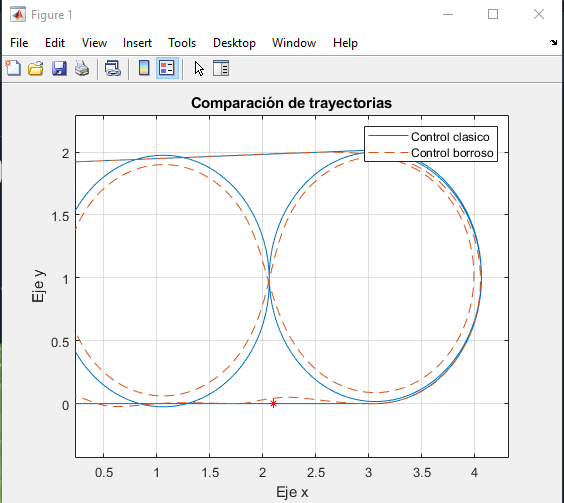 Figure 1
File Edit View Insert Tools Desktop Window Help
Comparación de trayectorias
Control clasico
Control borroso
2
1.5
1
0.5
0
Eje y
0.5 1 1.5 2 2.5 3 3.5 4
Eje x